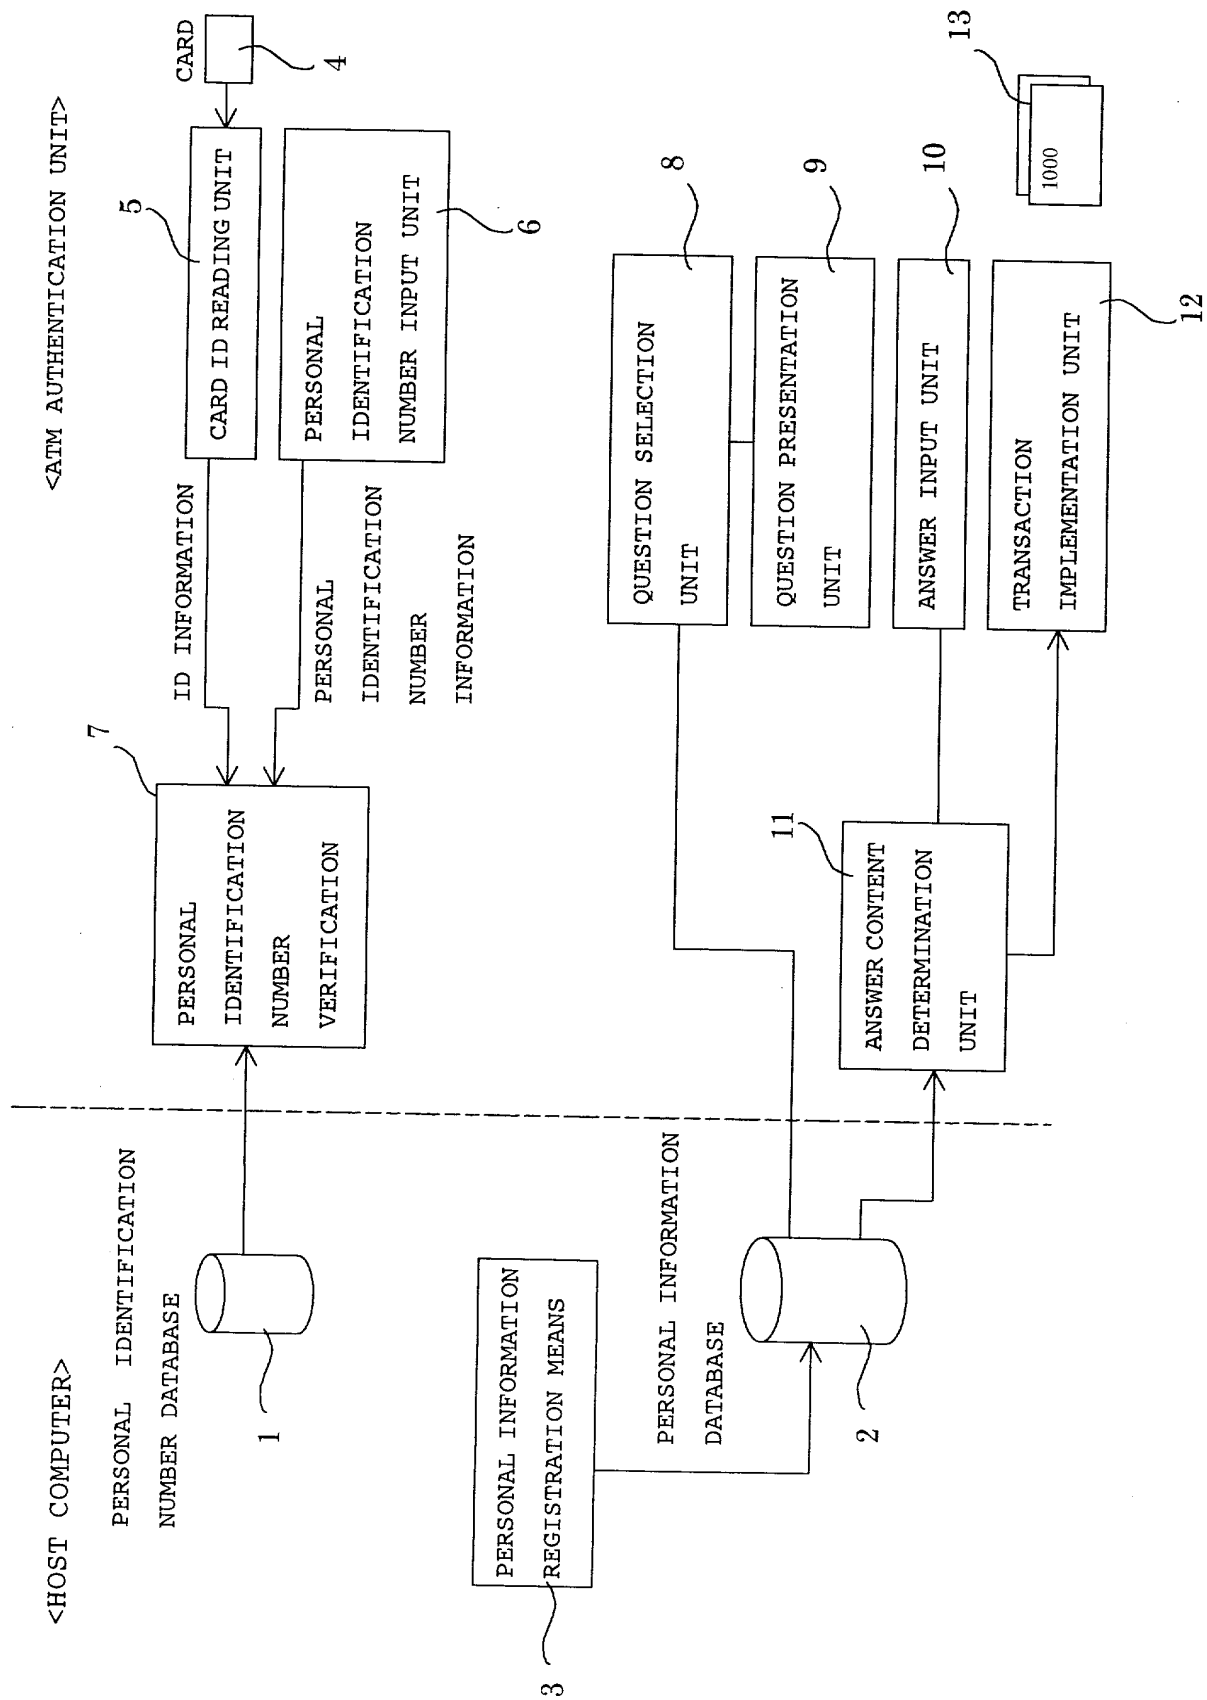 <HOST COMPUTER>
<ATM AUTHENTICATION UNIT>
PERSONAL IDENTIFICATION
NUMBER DATABASE
1
7
PERSONAL
IDENTIFICATION
NUMBER
VERIFICATION
ID INFORMATION
PERSONAL
IDENTIFICATION
NUMBER
INFORMATION
5
CARD ID READING UNIT
CARD
4
PERSONAL
IDENTIFICATION
NUMBER INPUT UNIT
6
PERSONAL INFORMATION
REGISTRATION MEANS
3
PERSONAL INFORMATION
DATABASE
2
QUESTION SELECTION
UNIT
8
QUESTION PRESENTATION
UNIT
9
11
ANSWER CONTENT
DETERMINATION
UNIT
ANSWER INPUT UNIT
10
TRANSACTION
IMPLEMENTATION UNIT
12
13
1000